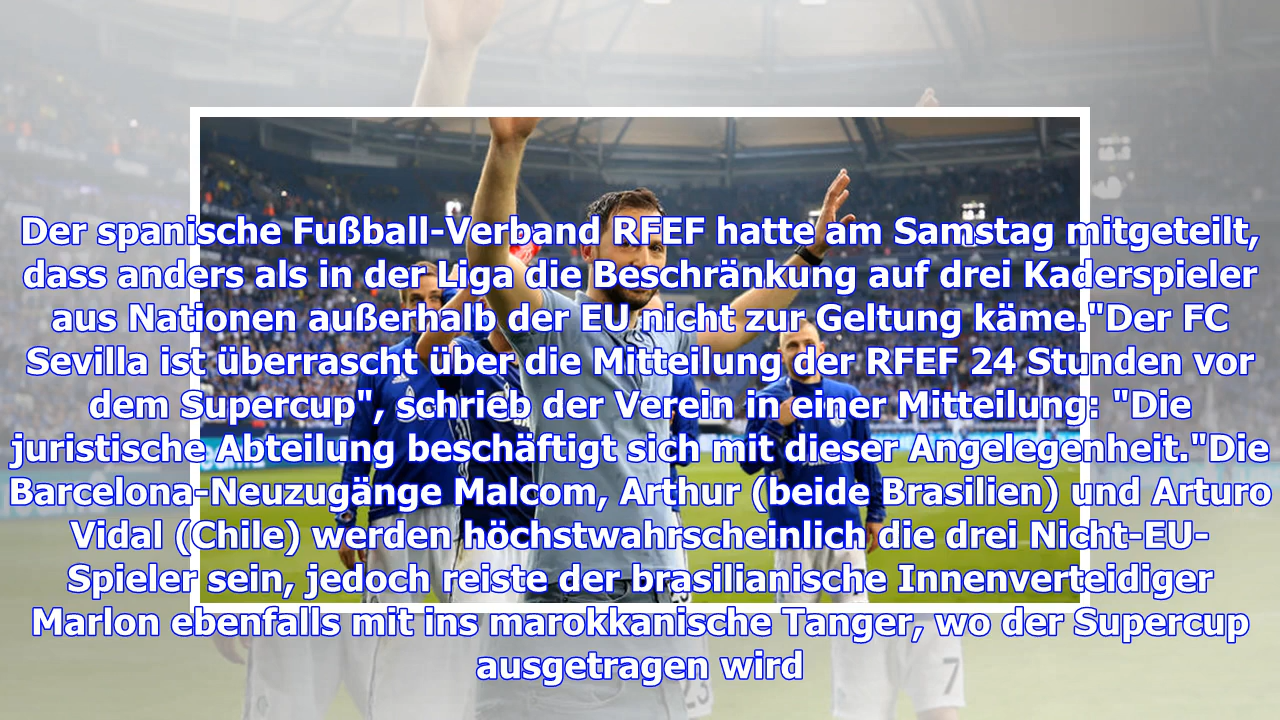 Der spanische Fußball-Verband RFEF hatte am Samstag mitgeteilt,
dass anders als in der Liga die Beschränkung auf drei Kaderspieler
aus Nationen außerhalb der EU nicht zur Geltung käme."Der FC
Sevilla ist überrascht über die Mitteilung der RFEF 24 Stunden vor
dem Supercup", schrieb der Verein in einer Mitteilung: "Die
juristische Abteilung beschäftigt sich mit dieser Angelegenheit."Die
Barcelona-Neuzugänge Malcom, Arthur (beide Brasilien) und Arturo
Vidal (Chile) werden höchstwahrscheinlich die drei Nicht-EU-
Spieler sein, jedoch reiste der brasilianische Innenverteidiger
Marlon ebenfalls mit ins marokkanische Tanger, wo der Supercup
ausgetragen wird
7